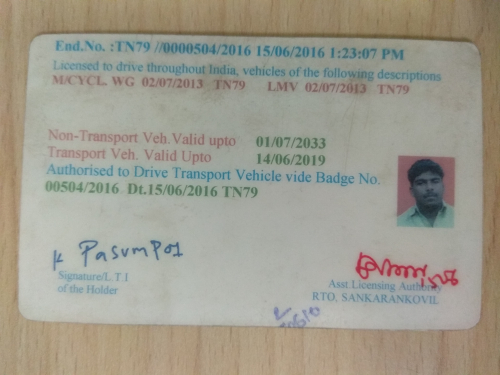 End.No. :TN79 //0000504/2016 15/06/2016 1:23:07 PM
Licensed to drive throughout India, vehicles of the following descriptions
M/CYCL. WG 02/07/2013 TN79 LMV 02/07/2013 TN79
Non-Transport Veh.Valid upto 01/07/2033
Transport Veh. Valid Upto 14/06/2019
Authorised to Drive Transport Vehicle vide Badge No.
00504/2016 Dt.15/06/2016 TN79
Signature/L.T.I
of the Holder
Asst.Licensing Authority
RTO, SANKARANKOVIL